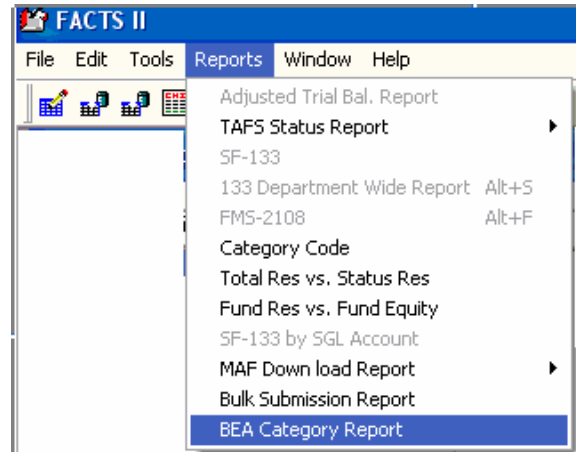 FACTS II
File Edit Tools Reports Window Help
Adjusted Trial Bal. Report
TAFS Status Report
SF-133
133 Department Wide Report Alt+S
FMS-2108 Alt+F
Category Code
Total Res vs. Status Res
Fund Res vs. Fund Equity
SF-133 by SGL Account
MAF Down load Report
Bulk Submission Report
BEA Category Report